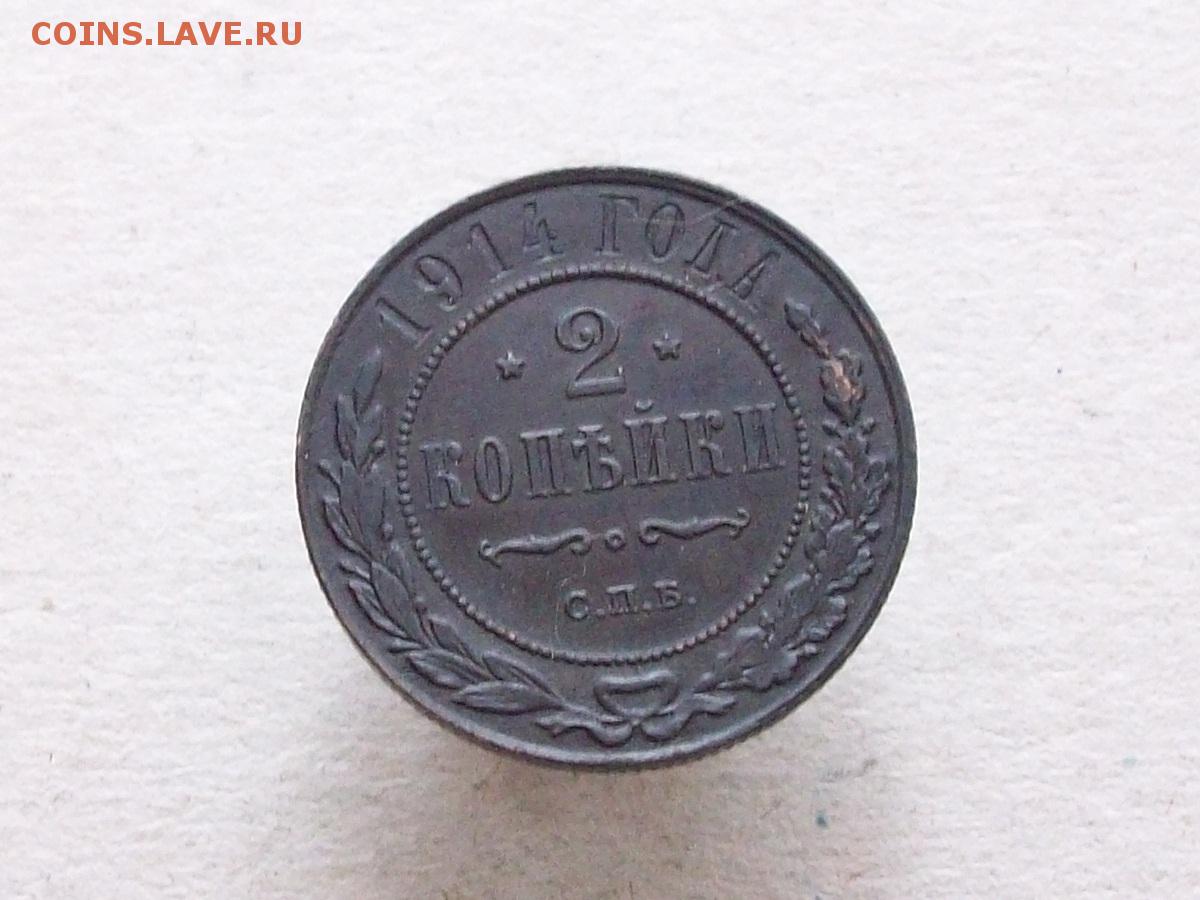 COINS.LAVE.RU
1914 ГОДА
2
КОПѢЙКИ
С.П.Б.